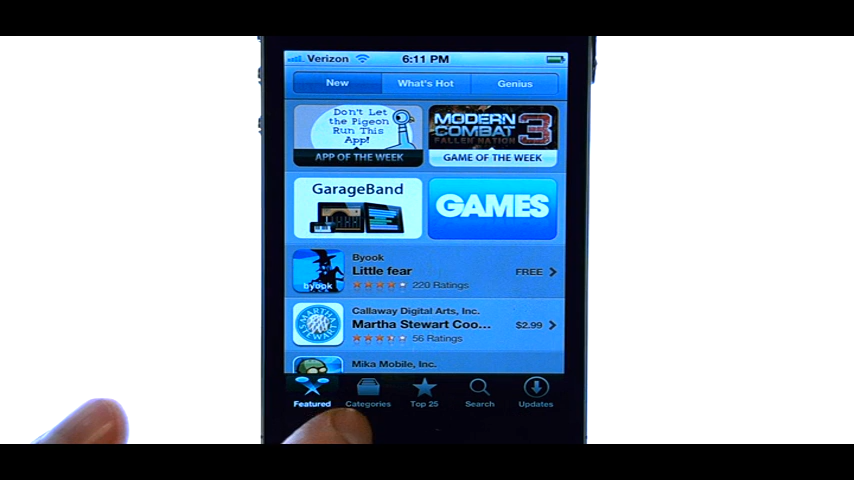 Verizon 6:11 PM
New What's Hot Genius
Don't Let
the Pigeon
Run This
App!
APP OF THE WEEK
MODERN
COMBAT 3
FALLEN NATION
GAME OF THE WEEK
GarageBand
GAMES
byook
Byook
Little fear FREE
220 Ratings
MARTHA
STEWART
Callaway Digital Arts, Inc.
Martha Stewart Coo... $2.99
56 Ratings
Mika Mobile, Inc.
Featured Categories Top 25 Search Updates